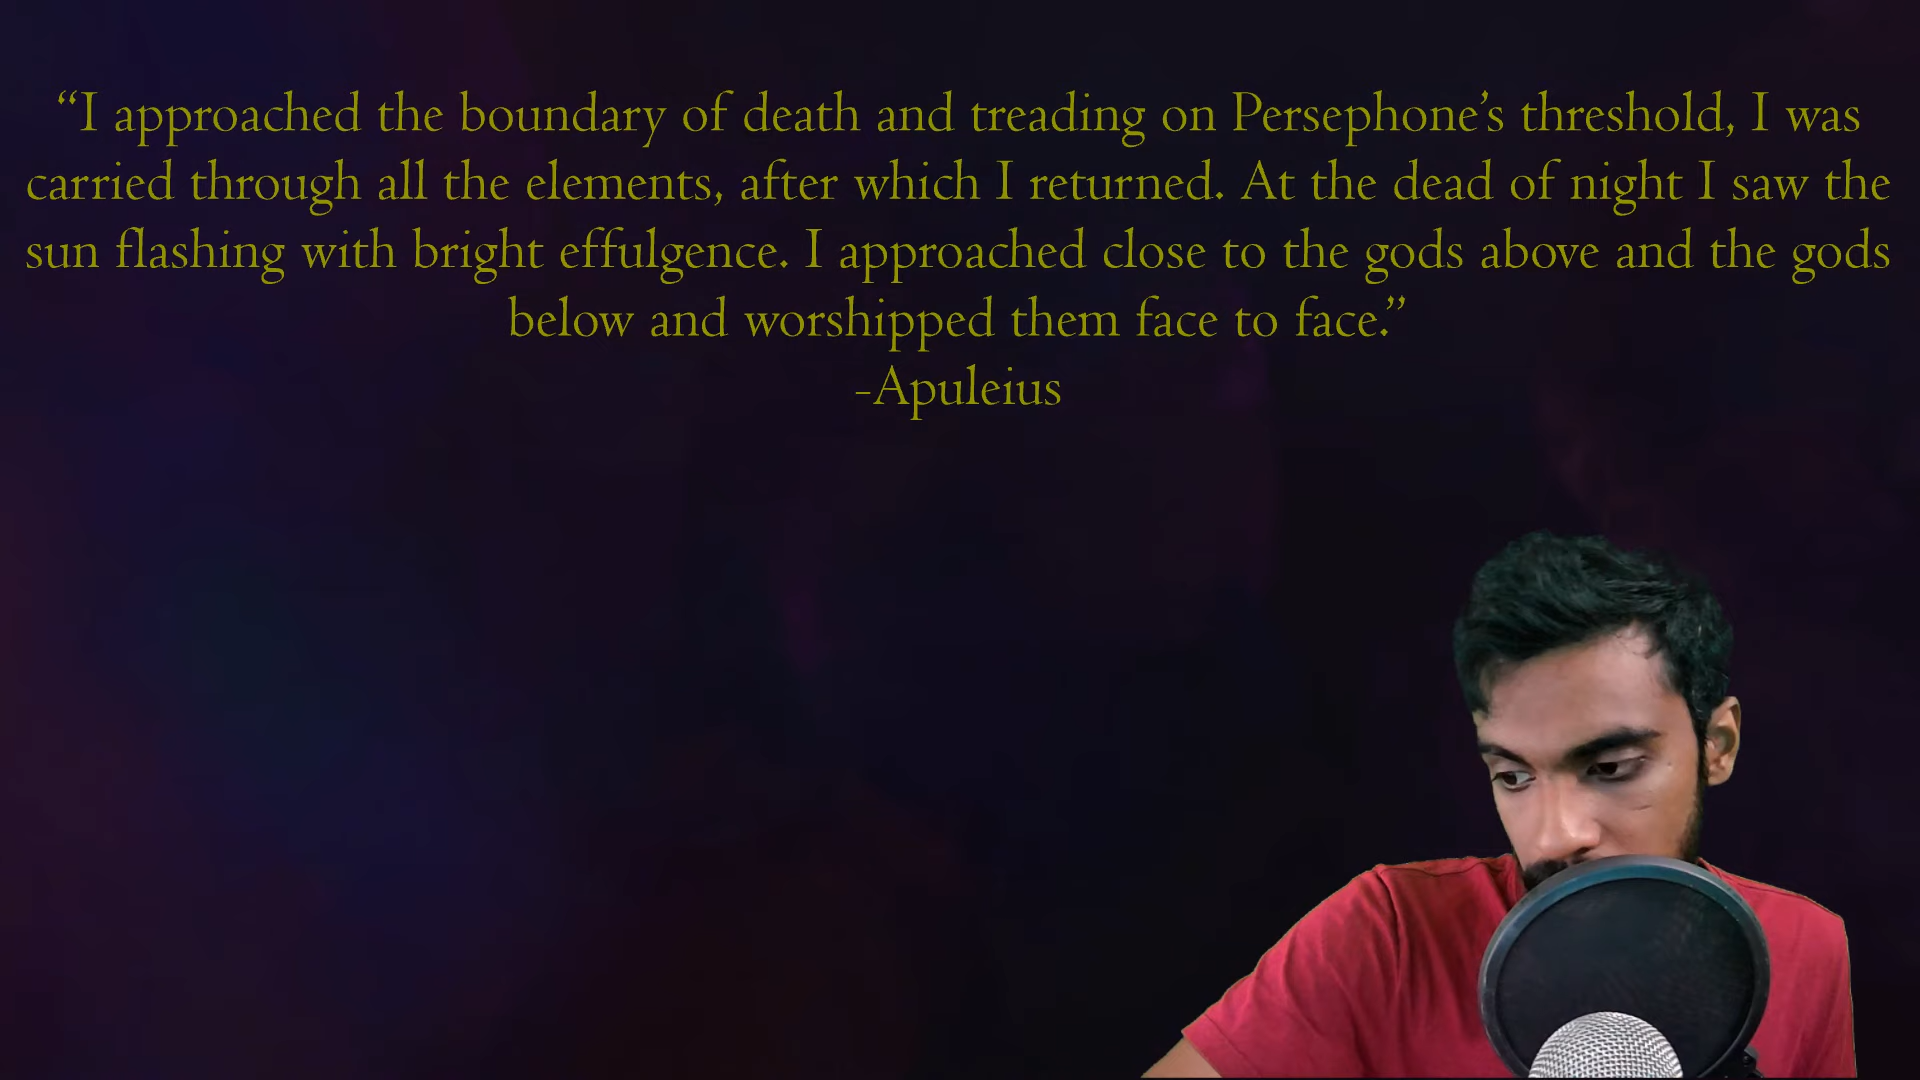 “I approached the boundary of death and treading on Persephone’s threshold, I was
carried through all the elements, after which I returned. At the dead of night I saw the
sun flashing with bright effulgence. I approached close to the gods above and the gods
below and worshipped them face to face.”
-Apuleius